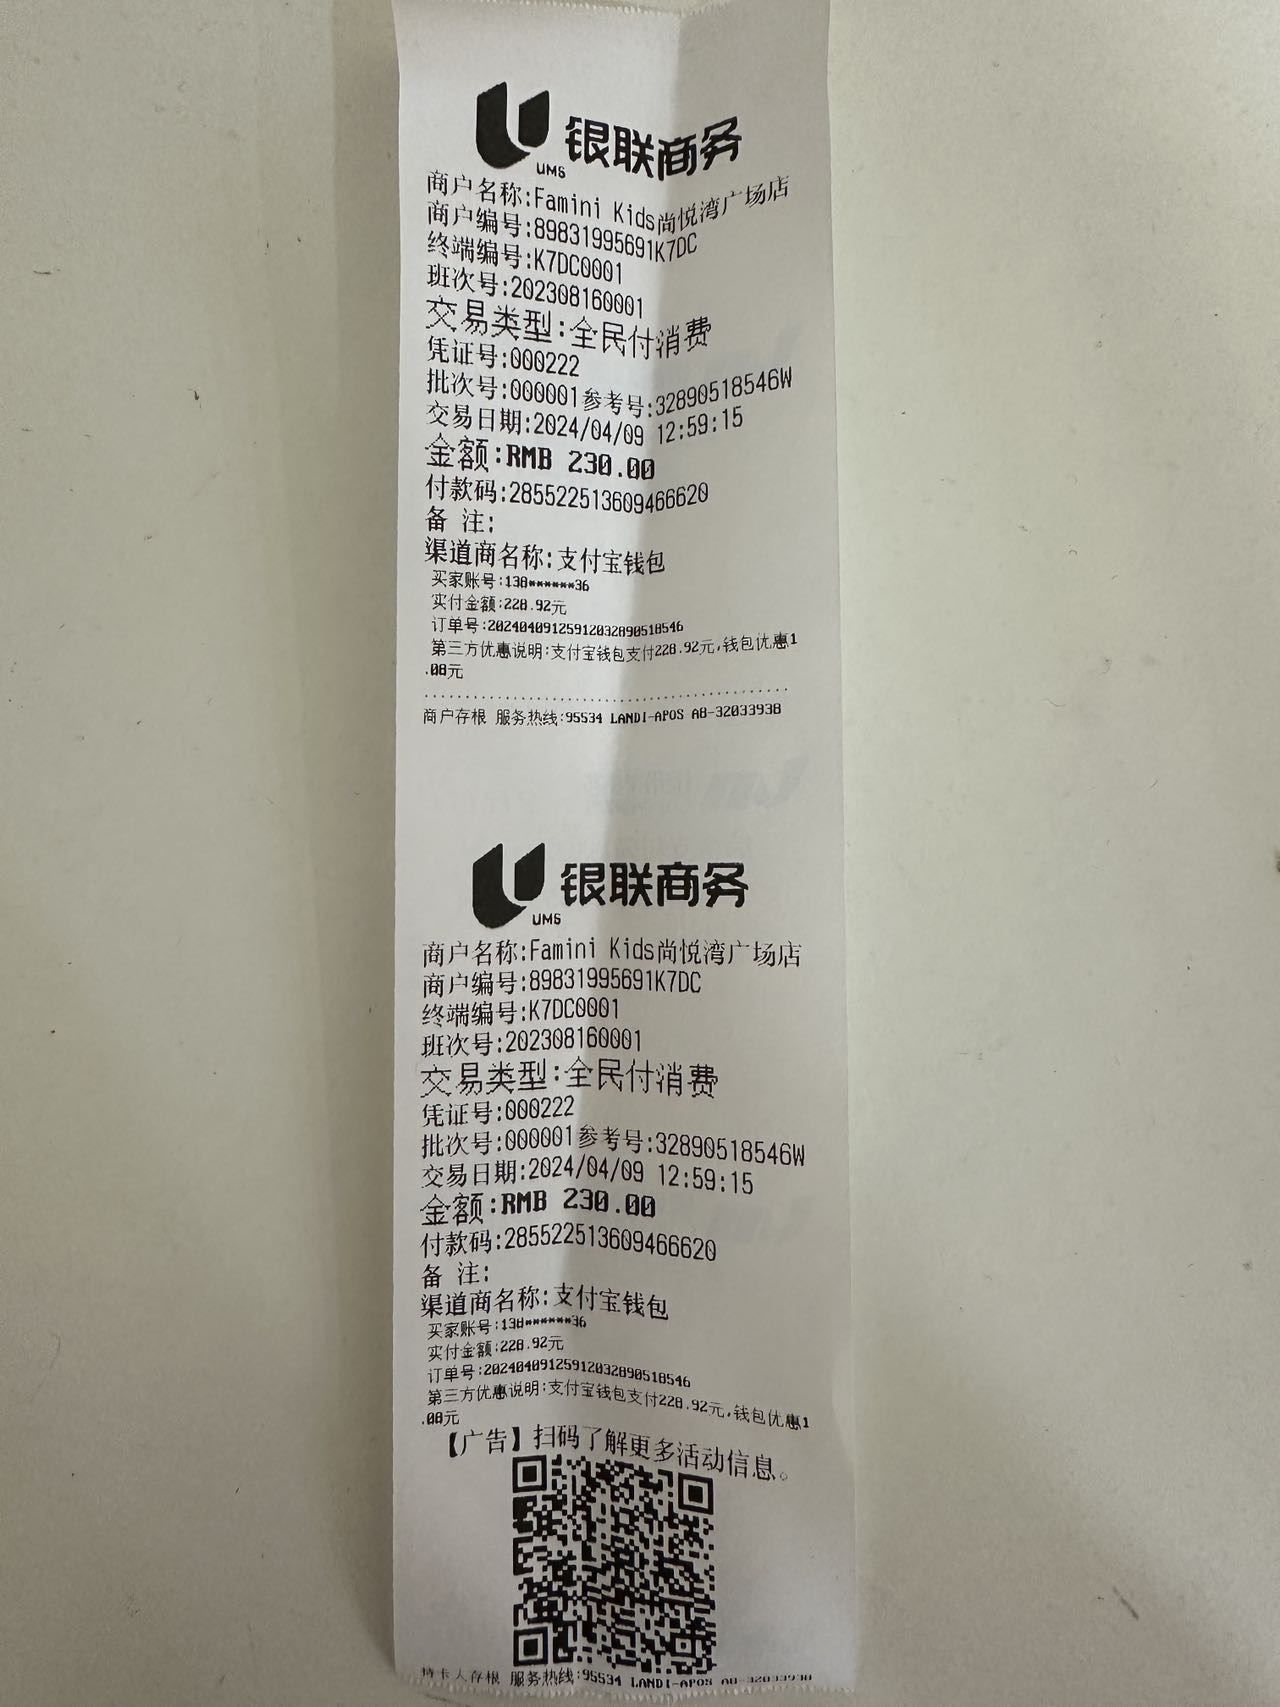 银联商务
UMS
商户名称:Famini Kids尚悦湾广场店
商户编号:89831995691K7DC
终端编号:K7DC0001
班次号:202308160001
交易类型:全民付消费
凭证号:000222
批次号:000001参考号:32890518546W
交易日期:2024/04/09 12:59:15
金额:RMB 230.00
付款码:285522513609466620
备 注:
渠道商名称:支付宝钱包
买家账号:138******36
实付金额:228.92元
订单号:20240409125912032890518546
第三方优惠说明:支付宝钱包支付228.92元,钱包优惠1
.08元
商户存根 服务热线:95534 LANDI-APOS A8-32033938
银联商务
UMS
商户名称:Famini Kids尚悦湾广场店
商户编号:89831995691K7DC
终端编号:K7DC0001
班次号:202308160001
交易类型:全民付消费
凭证号:000222
批次号:000001参考号:32890518546W
交易日期:2024/04/09 12:59:15
金额:RMB 230.00
付款码:285522513609466620
备 注:
渠道商名称:支付宝钱包
买家账号:138******36
实付金额:228.92元
订单号:20240409125912032890518546
第三方优惠说明:支付宝钱包支付228.92元,钱包优惠1
.08元
【广告】扫码了解更多活动信息。
持卡人存根 服务热线:95534 LANDI-APOS A8-32033938